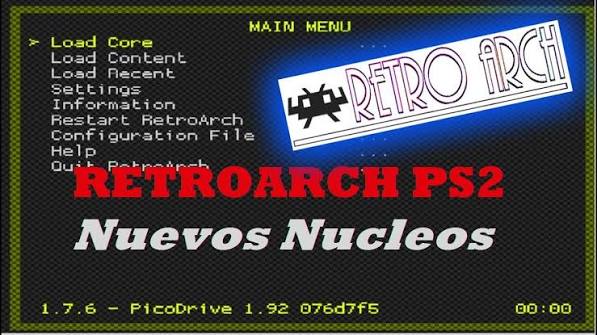 MAIN MENU
> Load Core
Load Content
Load Recent
Settings
Information
Restart RetroArch
Configuration File
Help
Quit RetroArch
RETRO ARCH
RETROARCH PS2
Nuevos Nucleos
1.7.6 - PicoDrive 1.92 076d7f5 00:00